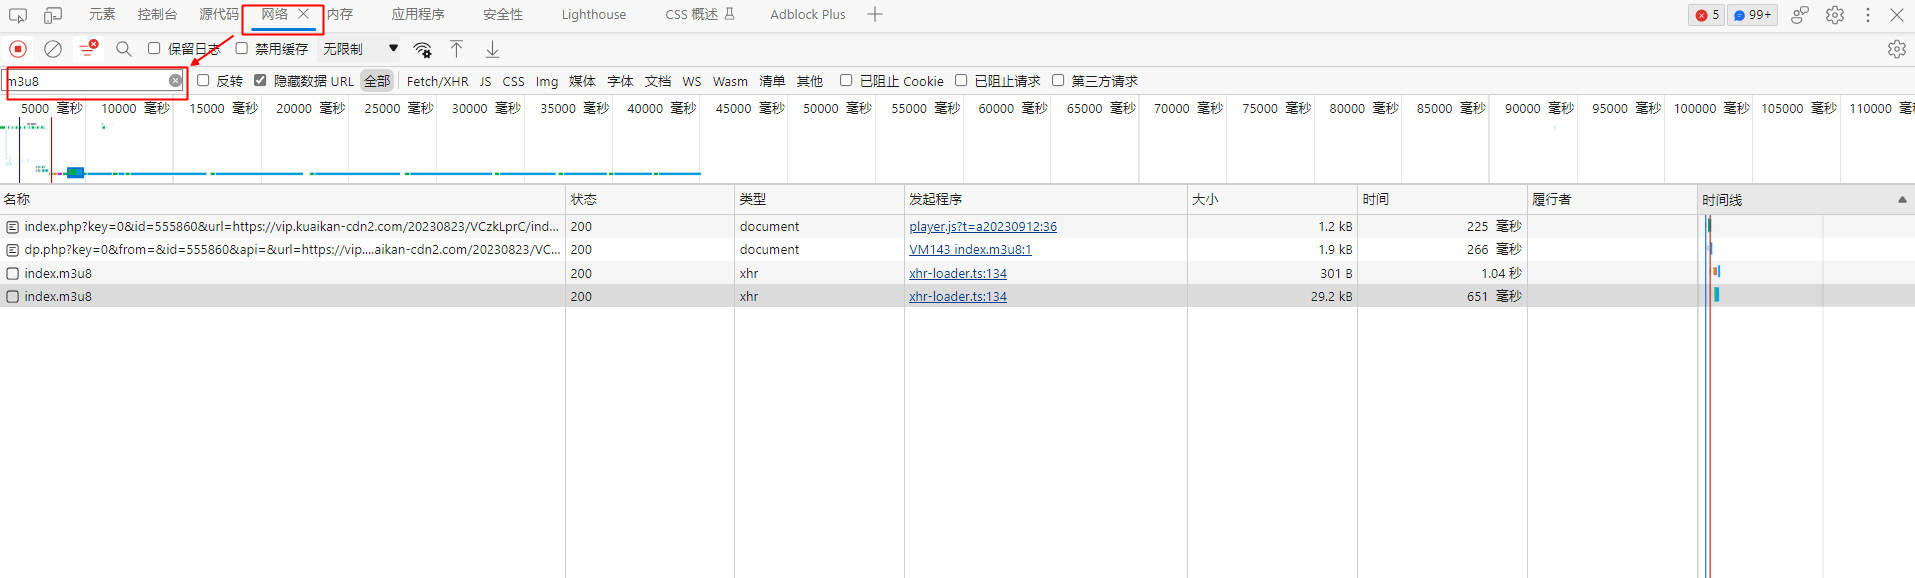 元素 控制台 源代码 网络 内存 应用程序 安全性 Lighthouse CSS 概述 Adblock Plus 5 99+
保留日志 禁用缓存 无限制
m3u8 反转 隐藏数据 URL 全部 Fetch/XHR JS CSS Img 媒体 字体 文档 WS Wasm 清单 其他 已阻止 Cookie 已阻止请求 第三方请求
5000 毫秒 10000 毫秒 15000 毫秒 20000 毫秒 25000 毫秒 30000 毫秒 35000 毫秒 40000 毫秒 45000 毫秒 50000 毫秒 55000 毫秒 60000 毫秒 65000 毫秒 70000 毫秒 75000 毫秒 80000 毫秒 85000 毫秒 90000 毫秒 95000 毫秒 100000 毫秒 105000 毫秒 110000 毫
名称 状态 类型 发起程序 大小 时间 履行者 时间线
index.php?key=0&id=555860&url=https://vip.kuaikan-cdn2.com/20230823/VCzkLprC/ind... 200 document player.js?t=a20230912:36 1.2 kB 225 毫秒
dp.php?key=0&from=&id=555860&api=&url=https://vip....aikan-cdn2.com/20230823/VC... 200 document VM143 index.m3u8:1 1.9 kB 266 毫秒
index.m3u8 200 xhr xhr-loader.ts:134 301 B 1.04 秒
index.m3u8 200 xhr xhr-loader.ts:134 29.2 kB 651 毫秒